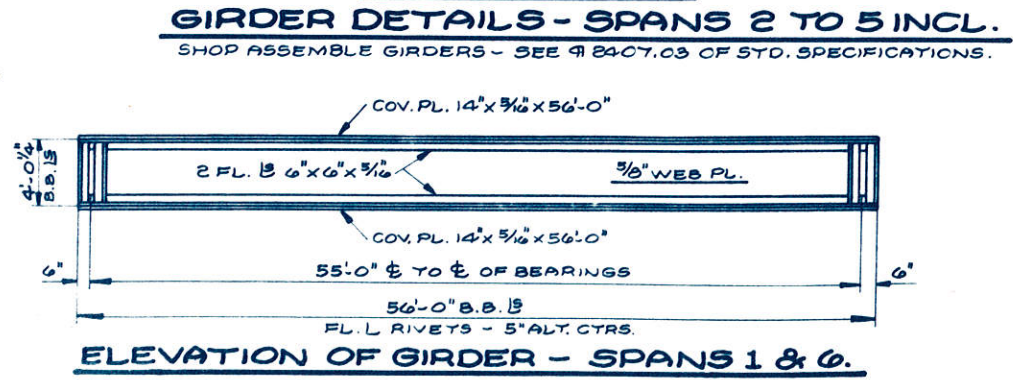 GIRDER DETAILS - SPANS 2 TO 5 INCL.
SHOP ASSEMBLE GIRDERS - SEE ¶ 2407.03 OF STD. SPECIFICATIONS.
COV. PL. 14"x 5/16"x 56'-0"
4'-0 1/4"
B.B. Ls
2 FL. Ls 6"x 6"x 5/16"
5/8" WEB PL.
COV. PL. 14"x 5/16"x 56'-0"
6"
55'-0" ℄ TO ℄ OF BEARINGS
6"
56'-0" B.B. Ls
FL. L RIVETS - 5" ALT. CTRS.
ELEVATION OF GIRDER - SPANS 1 & 6.